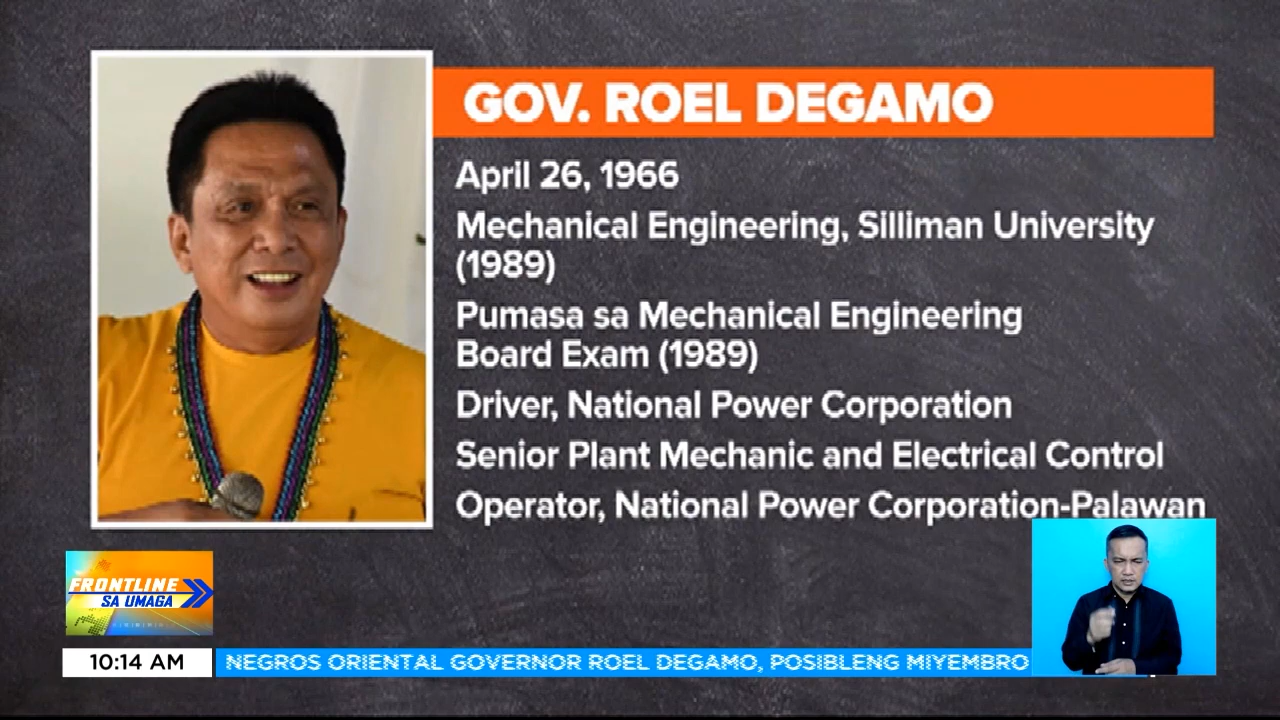 GOV. ROEL DEGAMO
April 26, 1966
Mechanical Engineering, Silliman University
(1989)
Pumasa sa Mechanical Engineering
Board Exam (1989)
Driver, National Power Corporation
Senior Plant Mechanic and Electrical Control
Operator, National Power Corporation-Palawan
FRONTLINE
SA UMAGA
10:14 AM
NEGROS ORIENTAL GOVERNOR ROEL DEGAMO, POSIBLENG MIYEMBRO